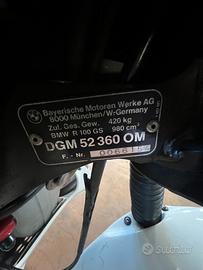 Bayerische Motoren Werke AG
8000 München/W-Germany
Zul. Ges. Gew. 420 kg
BMW R 100 GS 980 cm³
DGM 52 360 OM
F. - Nr.
Subito.it